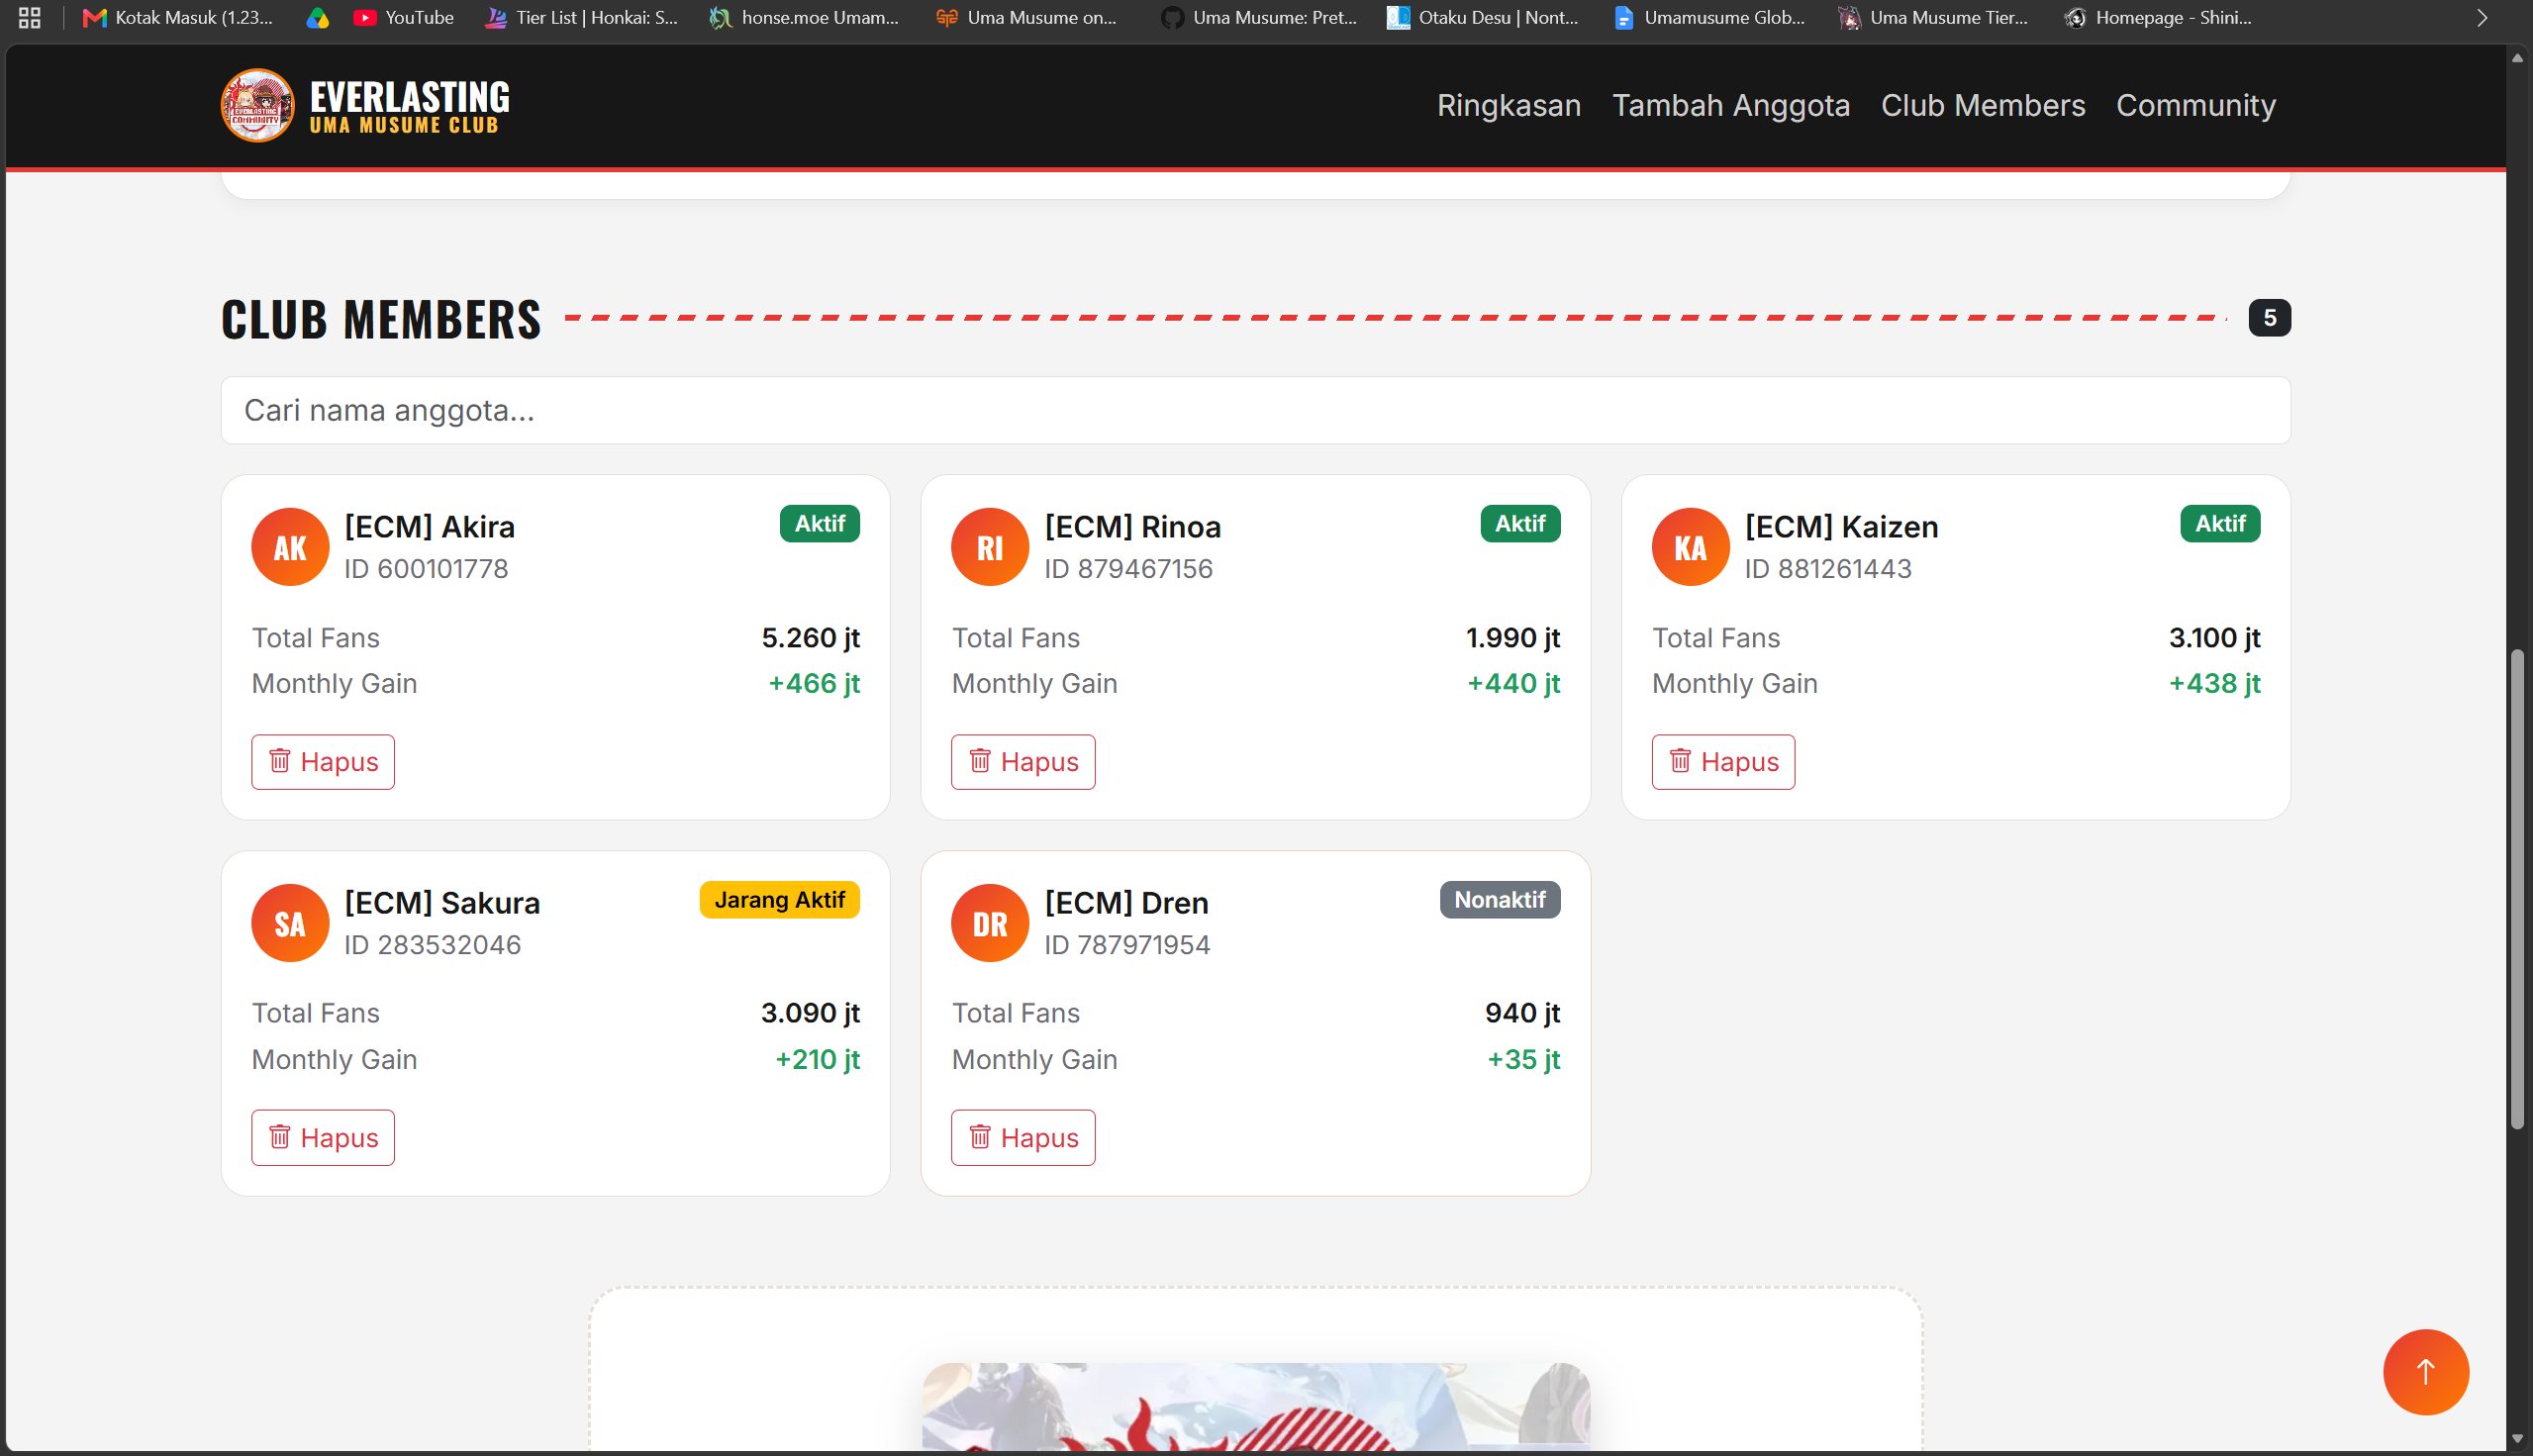 Kotak Masuk (1.23...
YouTube
Tier List | Honkai: S...
honse.moe Umam...
Uma Musume on...
Uma Musume: Pret...
Otaku Desu | Nont...
Umamusume Glob...
Uma Musume Tier...
Homepage - Shini...
EVERLASTING COMMUNITY
EVERLASTING
UMA MUSUME CLUB
Ringkasan
Tambah Anggota
Club Members
Community
CLUB MEMBERS
5
Cari nama anggota...
AK
[ECM] Akira
Aktif
ID 600101778
Total Fans 5.260 jt
Monthly Gain +466 jt
Hapus
RI
[ECM] Rinoa
Aktif
ID 879467156
Total Fans 1.990 jt
Monthly Gain +440 jt
Hapus
KA
[ECM] Kaizen
Aktif
ID 881261443
Total Fans 3.100 jt
Monthly Gain +438 jt
Hapus
SA
[ECM] Sakura
Jarang Aktif
ID 283532046
Total Fans 3.090 jt
Monthly Gain +210 jt
Hapus
DR
[ECM] Dren
Nonaktif
ID 787971954
Total Fans 940 jt
Monthly Gain +35 jt
Hapus